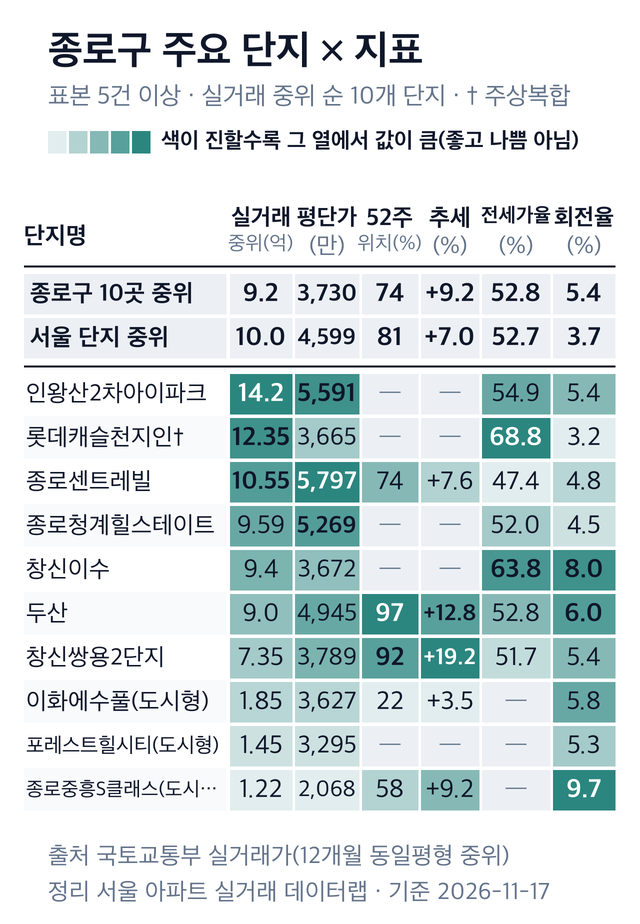 종로구 주요 단지 × 지표
표본 5건 이상 · 실거래 중위 순 10개 단지 · † 주상복합
색이 진할수록 그 열에서 값이 큼(좋고 나쁨 아님)
단지명 실거래 중위(억) 평단가 (만) 52주 위치(%) 추세 (%) 전세가율 (%) 회전율 (%)
종로구 10곳 중위 9.2 3,730 74 +9.2 52.8 5.4
서울 단지 중위 10.0 4,599 81 +7.0 52.7 3.7
인왕산2차아이파크 14.2 5,591 — — 54.9 5.4
롯데캐슬천지인† 12.35 3,665 — — 68.8 3.2
종로센트레빌 10.55 5,797 74 +7.6 47.4 4.8
종로청계힐스테이트 9.59 5,269 — — 52.0 4.5
창신이수 9.4 3,672 — — 63.8 8.0
두산 9.0 4,945 97 +12.8 52.8 6.0
창신쌍용2단지 7.35 3,789 92 +19.2 51.7 5.4
이화에수풀(도시형) 1.85 3,627 22 +3.5 — 5.8
포레스트힐시티(도시형) 1.45 3,295 — — — 5.3
종로중흥S클래스(도시… 1.22 2,068 58 +9.2 — 9.7
출처 국토교통부 실거래가(12개월 동일평형 중위)
정리 서울 아파트 실거래 데이터랩 · 기준 2026-11-17